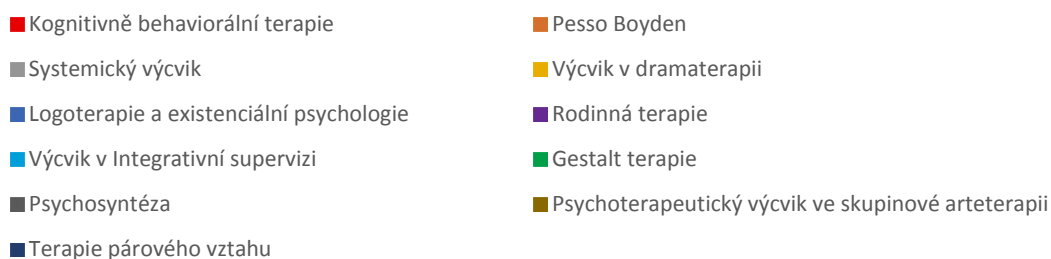 Kognitivně behaviorální terapie
Pesso Boyden
Systemický výcvik
Výcvik v dramaterapii
Logoterapie a existenciální psychologie
Rodinná terapie
Výcvik v Integrativní supervizi
Gestalt terapie
Psychosyntéza
Psychoterapeutický výcvik ve skupinové arteterapii
Terapie párového vztahu